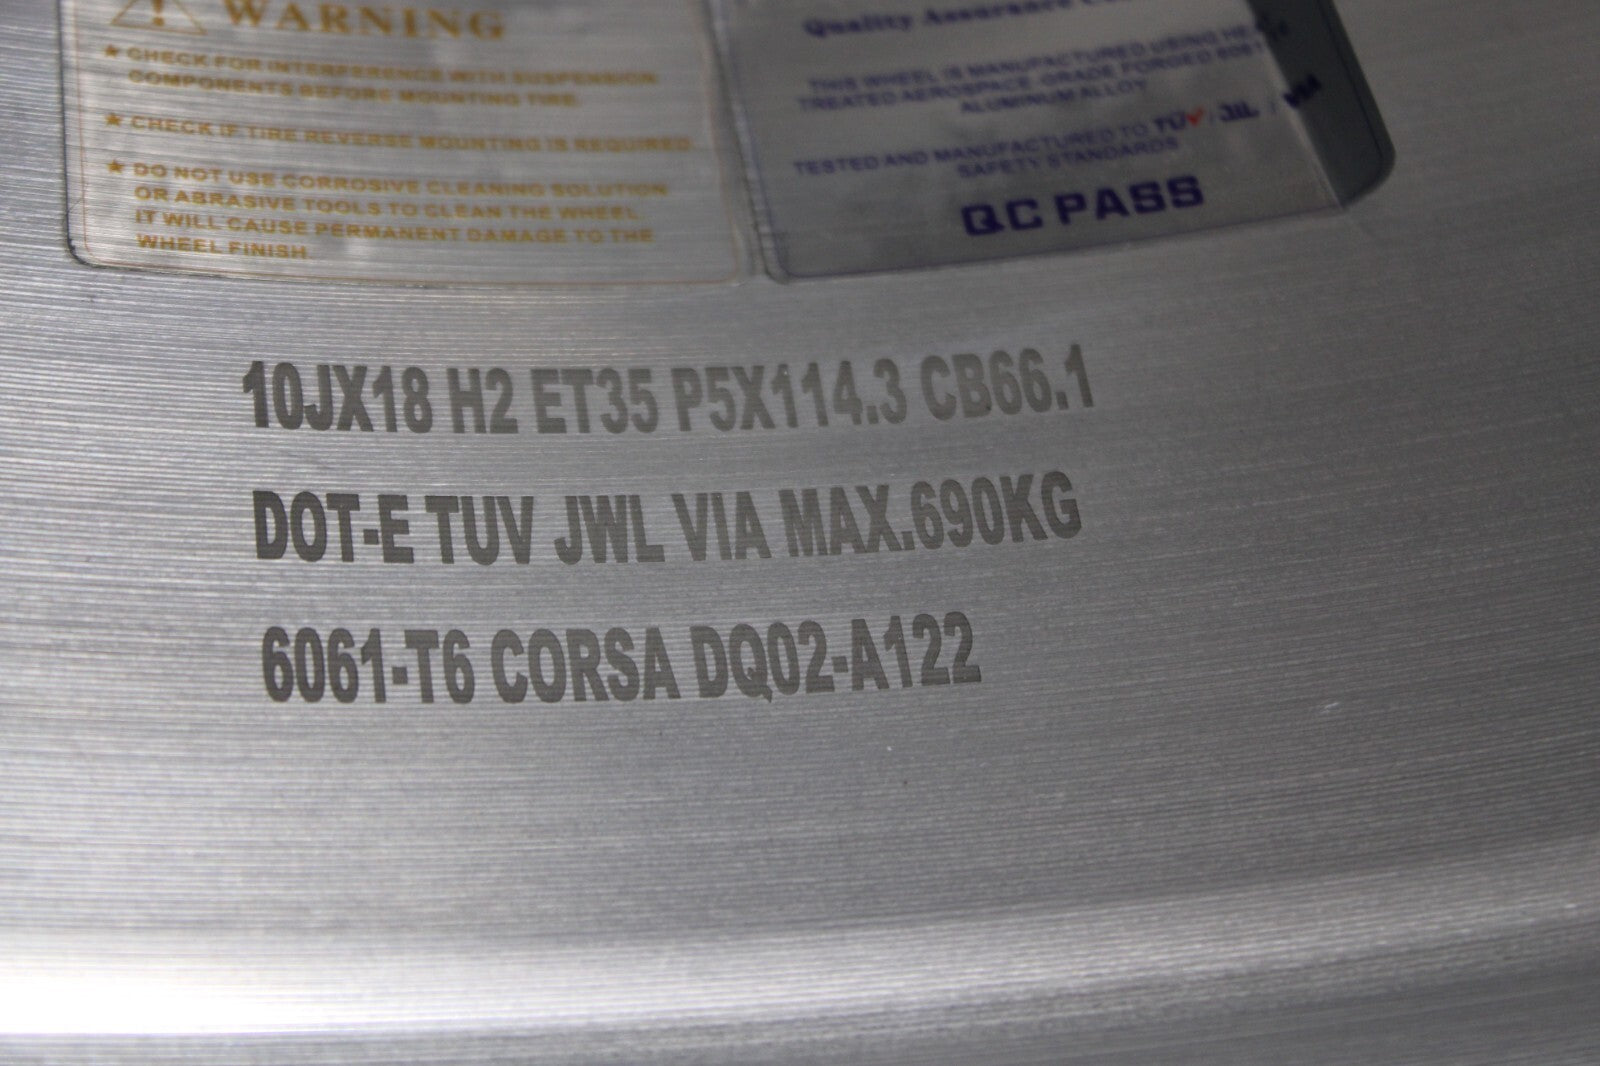 WARNING
★ CHECK FOR INTERFERENCE WITH SUSPENSION
COMPONENTS BEFORE MOUNTING TIRE.
★ CHECK IF TIRE REVERSE MOUNTING IS REQUIRED.
★ DO NOT USE CORROSIVE CLEANING SOLUTION
OR ABRASIVE TOOLS TO CLEAN THE WHEEL.
IT WILL CAUSE PERMANENT DAMAGE TO THE
WHEEL FINISH.
Quality Assurance
THIS WHEEL IS MANUFACTURED USING
TREATED AEROSPACE-GRADE FORGED 6061
ALUMINUM ALLOY
TESTED AND MANUFACTURED TO TÜV /
SAFETY STANDARDS
QC PASS
10JX18 H2 ET35 P5X114.3 CB66.1
DOT-E TUV JWL VIA MAX.690KG
6061-T6 CORSA DQ02-A122